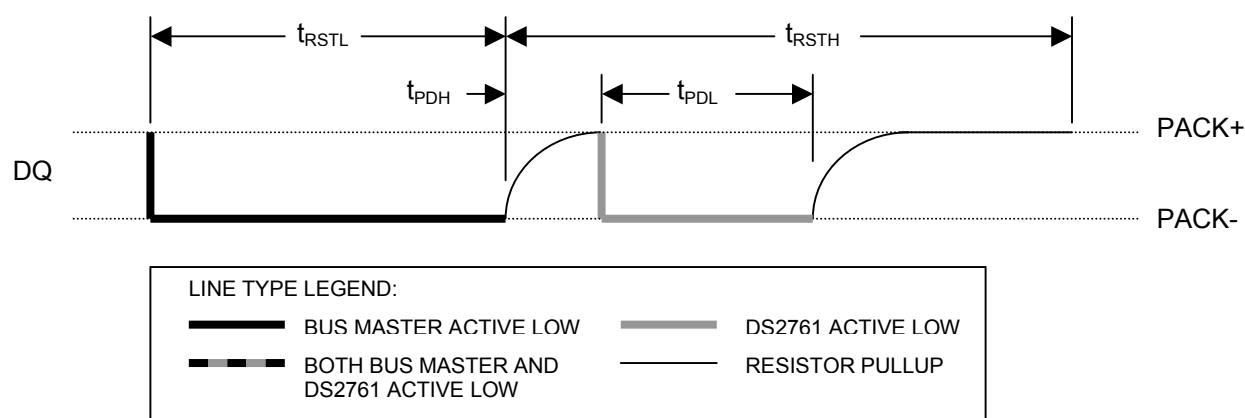 tRSTL
tRSTH
tPDH
tPDL
PACK+
DQ
PACK-
LINE TYPE LEGEND:
BUS MASTER ACTIVE LOW
DS2761 ACTIVE LOW
BOTH BUS MASTER AND
DS2761 ACTIVE LOW
RESISTOR PULLUP